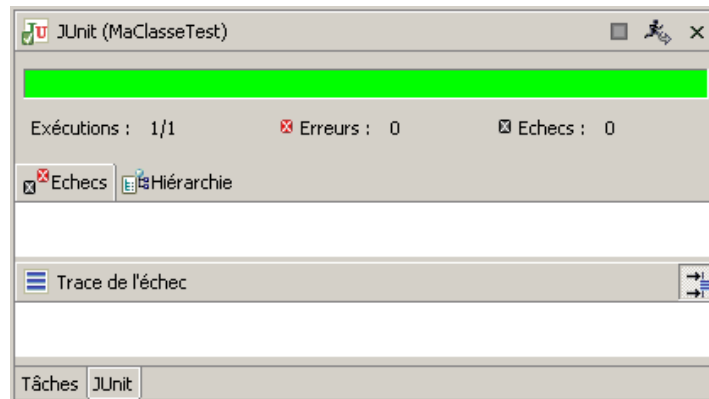 JUnit (MaClasseTest)
Exécutions : 1/1 Erreurs : 0 Echecs : 0
Echecs Hiérarchie
Trace de l'échec
Tâches JUnit